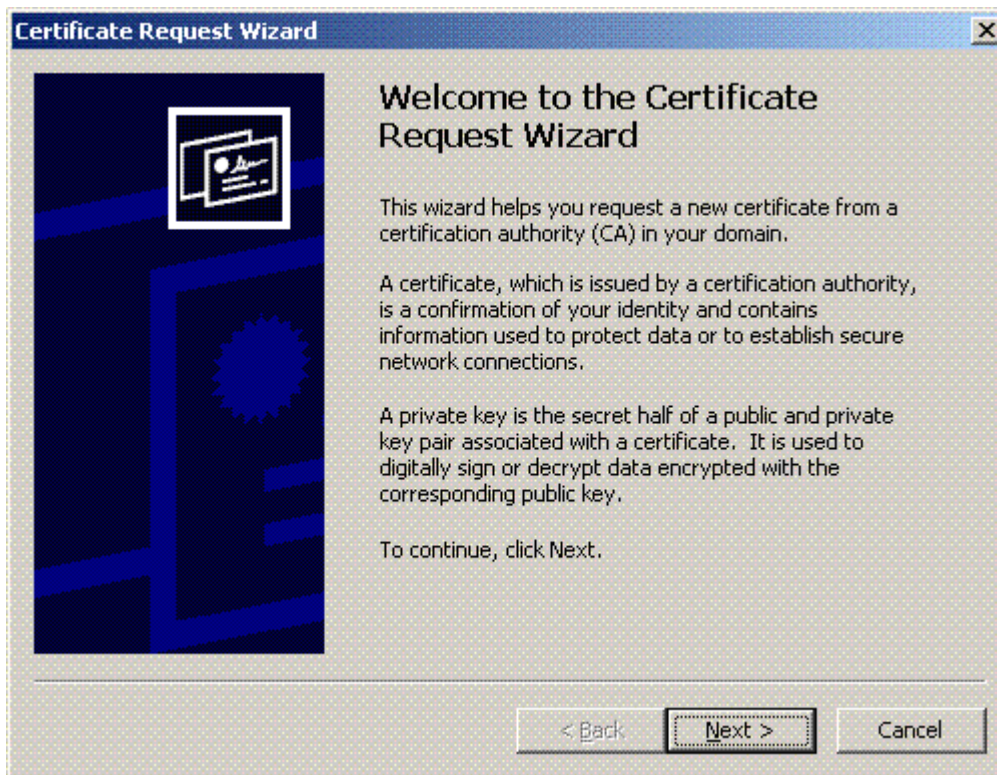 Certificate Request Wizard
Welcome to the Certificate
Request Wizard
This wizard helps you request a new certificate from a
certification authority (CA) in your domain.
A certificate, which is issued by a certification authority,
is a confirmation of your identity and contains
information used to protect data or to establish secure
network connections.
A private key is the secret half of a public and private
key pair associated with a certificate.  It is used to
digitally sign or decrypt data encrypted with the
corresponding public key.
To continue, click Next.
< Back Next > Cancel